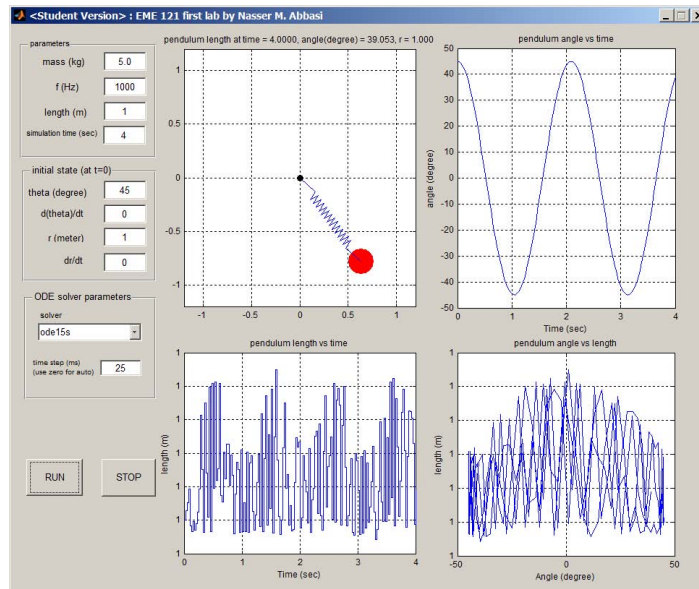 <Student Version> : EME 121 first lab by Nasser M. Abbasi
parameters
mass (kg) 5.0
f (Hz) 1000
length (m) 1
simulation time (sec) 4
initial state (at t=0)
theta (degree) 45
d(theta)/dt 0
r (meter) 1
dr/dt 0
ODE solver parameters
solver
ode15s
time step (ms) 25
(use zero for auto)
RUN STOP
pendulum length at time = 4.0000, angle(degree) = 39.053, r = 1.000
1
0.5
0
-0.5
-1
-1 -0.5 0 0.5 1
pendulum angle vs time
angle (degree)
50
40
30
20
10
0
-10
-20
-30
-40
-50
0 1 2 3 4
Time (sec)
pendulum length vs time
length (m)
1
1
1
1
1
1
1
0 1 2 3 4
Time (sec)
pendulum angle vs length
length (m)
1
1
1
1
1
1
1
-50 0 50
Angle (degree)